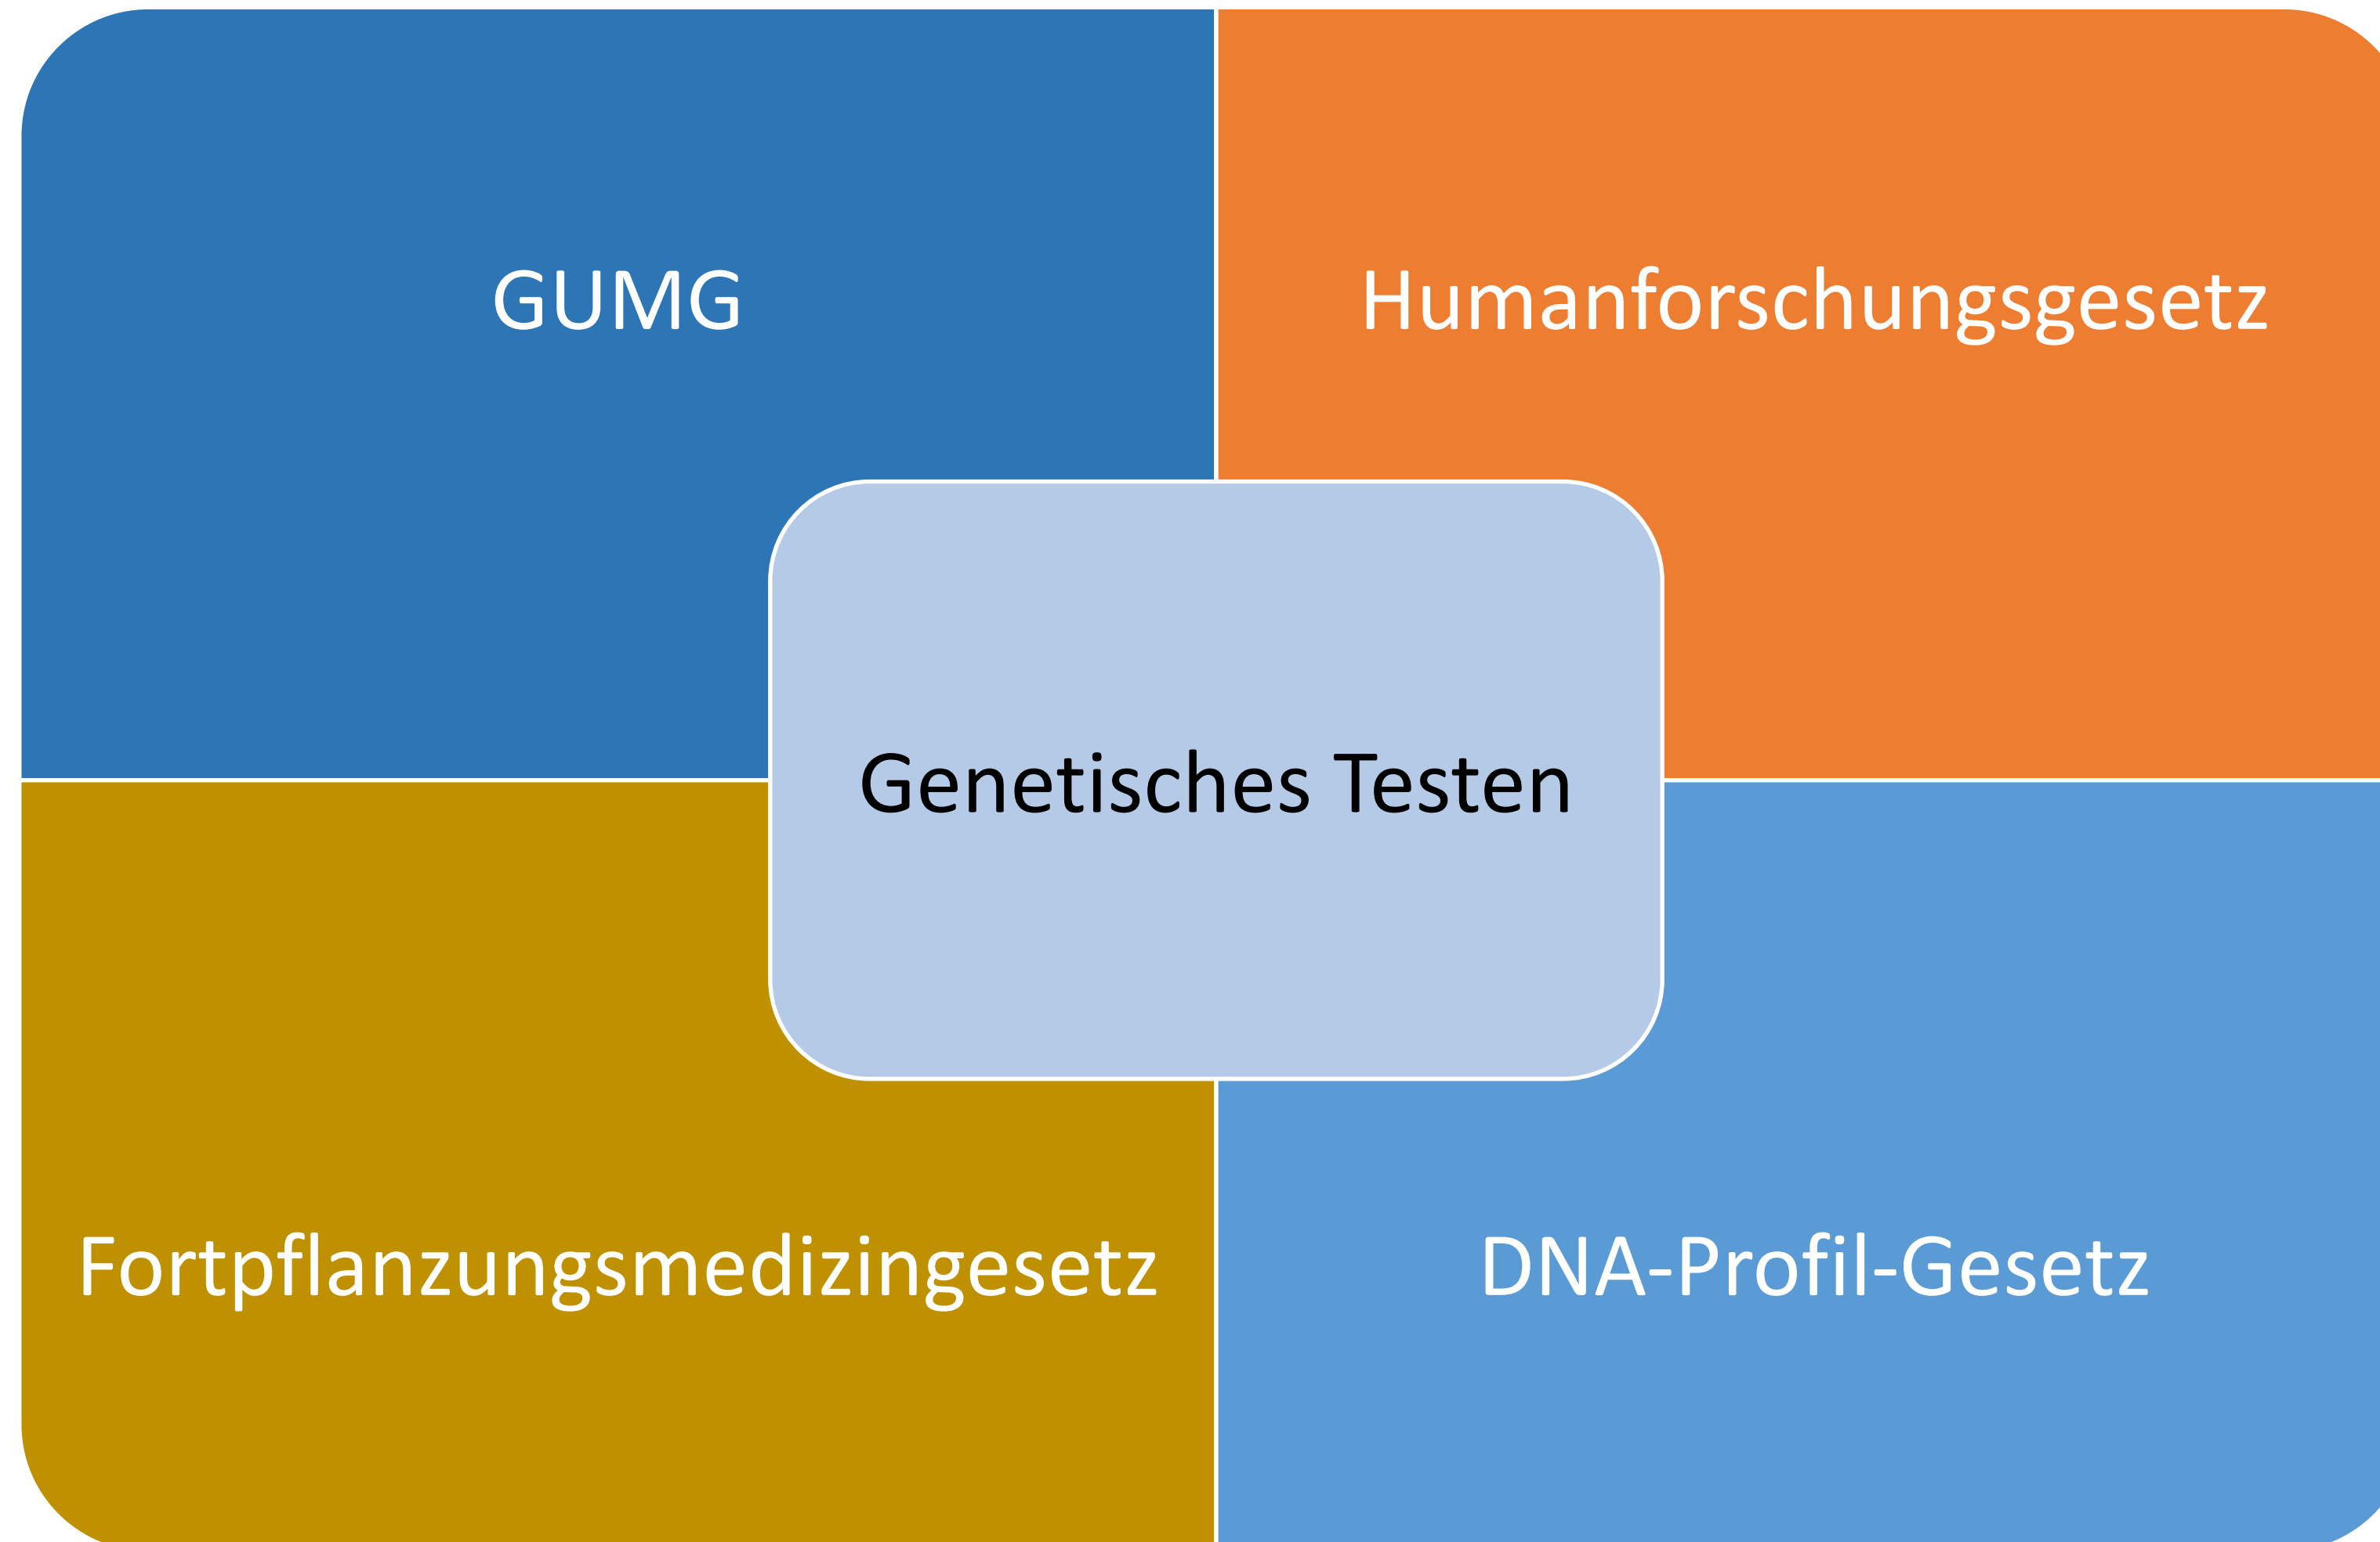 GUMG
Humanforschungsgesetz
Genetisches Testen
Fortpflanzungsmedizingesetz
DNA-Profil-Gesetz